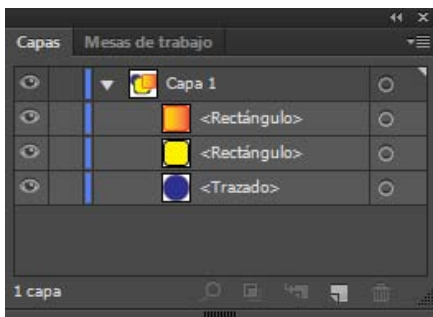 Capas Mesas de trabajo
Capa 1
<Rectángulo>
<Rectángulo>
<Trazado>
1 capa